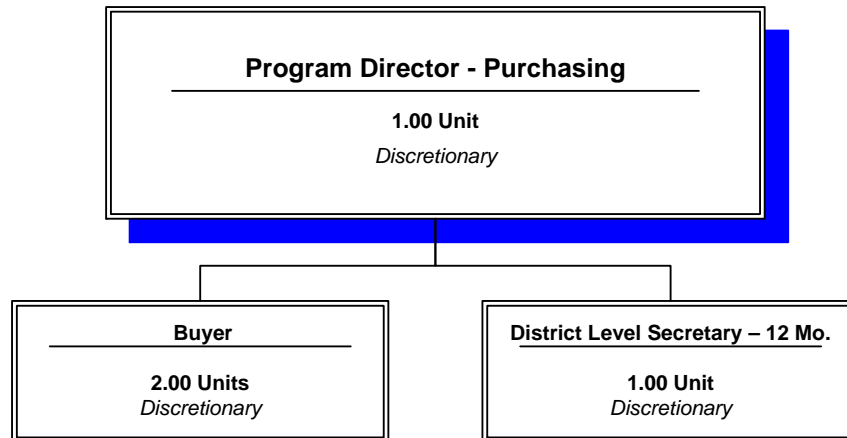 Program Director - Purchasing
1.00 Unit
Discretionary
Buyer
2.00 Units
Discretionary
District Level Secretary – 12 Mo.
1.00 Unit
Discretionary